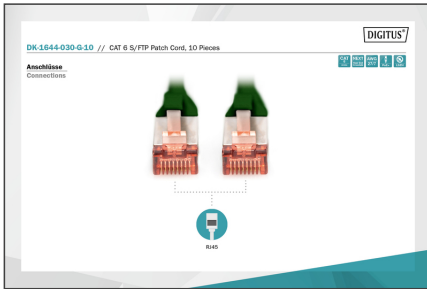 DIGITUS®
DK-1644-030-G-10 // CAT 6 S/FTP Patch Cord, 10 Pieces
Anschlüsse
Connections
RJ45